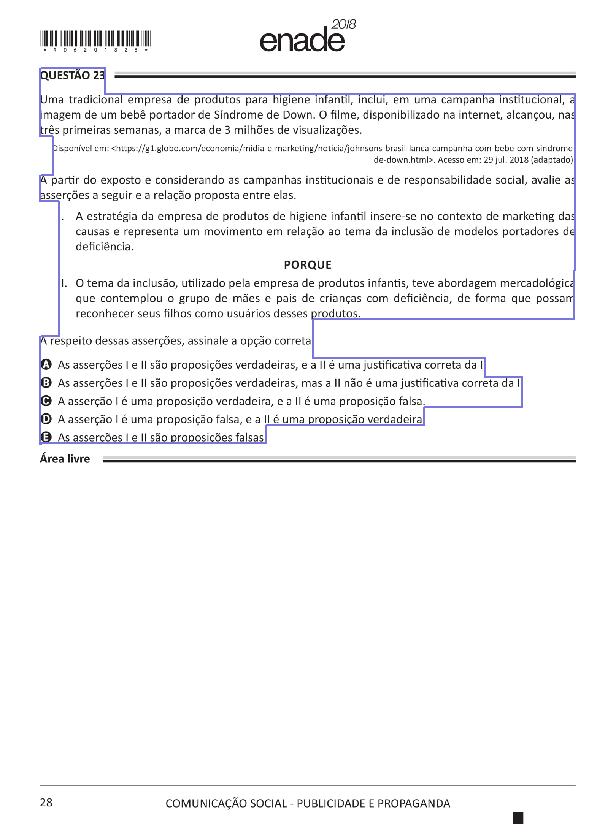 *R0620182８*
enade2018
QUESTÃO 23
Uma tradicional empresa de produtos para higiene infantil, inclui, em uma campanha institucional, a
imagem de um bebê portador de Síndrome de Down. O filme, disponibilizado na internet, alcançou, nas
três primeiras semanas, a marca de 3 milhões de visualizações.
Disponível em: <https://g1.globo.com/economia/midia-e-marketing/noticia/johnsons-brasil-lanca-campanha-com-bebe-com-sindrome-
de-down.html>. Acesso em: 29 jul. 2018 (adaptado)
A partir do exposto e considerando as campanhas institucionais e de responsabilidade social, avalie as
asserções a seguir e a relação proposta entre elas.
I. A estratégia da empresa de produtos de higiene infantil insere-se no contexto de marketing das
causas e representa um movimento em relação ao tema da inclusão de modelos portadores de
deficiência.
PORQUE
II. O tema da inclusão, utilizado pela empresa de produtos infantis, teve abordagem mercadológica
que contemplou o grupo de mães e pais de crianças com deficiência, de forma que possam
reconhecer seus filhos como usuários desses produtos.
A respeito dessas asserções, assinale a opção correta
A As asserções I e II são proposições verdadeiras, e a II é uma justificativa correta da I
B As asserções I e II são proposições verdadeiras, mas a II não é uma justificativa correta da I
C A asserção I é uma proposição verdadeira, e a II é uma proposição falsa.
D A asserção I é uma proposição falsa, e a II é uma proposição verdadeira
E As asserções I e II são proposições falsas
Área livre
28
COMUNICAÇÃO SOCIAL - PUBLICIDADE E PROPAGANDA